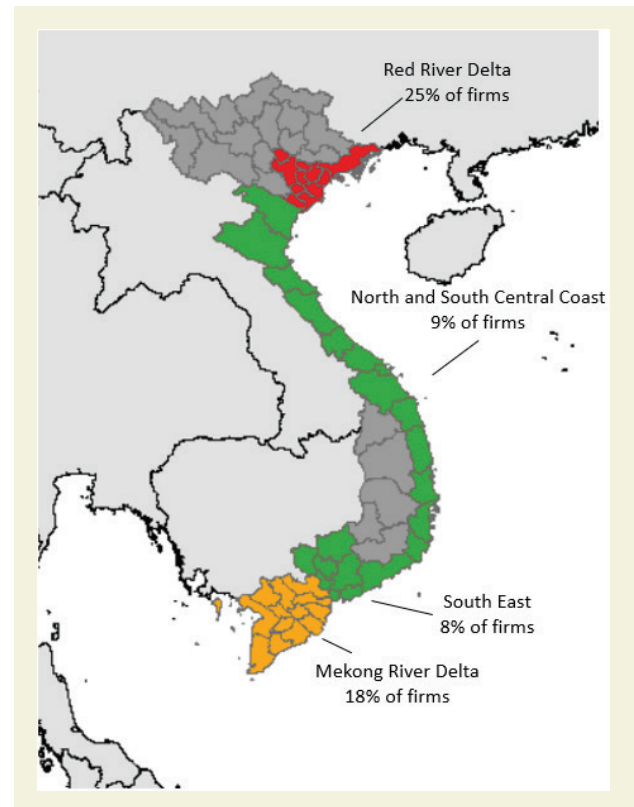 Red River Delta
25% of firms
North and South Central Coast
9% of firms
South East
8% of firms
Mekong River Delta
18% of firms